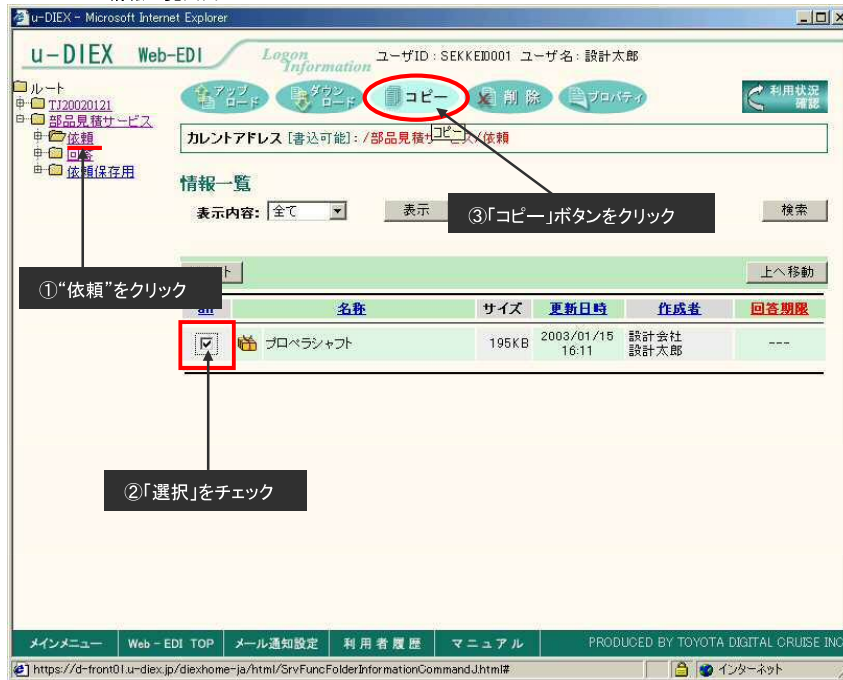 u-DIEX - Microsoft Internet Explorer
u-DIEX Web-EDI
Logon Information
ユーザID : SEKKEI0001 ユーザ名 : 設計太郎
アップロード ダウンロード コピー 削除 プロパティ 利用状況確認
コピー
ルート
TJ20020121
部品見積サービス
依頼
回答
依頼保存用
カレントアドレス [書込可能] : /部品見積サービス/依頼
情報一覧
表示内容: 全て 表示 検索
③「コピー」ボタンをクリック
ト 上へ移動
①“依頼”をクリック
all 名称 サイズ 更新日時 作成者 回答期限
プロペラシャフト 195KB 2003/01/15 16:11 設計会社 設計太郎 ---
②「選択」をチェック
メインメニュー Web-EDI TOP メール通知設定 利用者履歴 マニュアル PRODUCED BY TOYOTA DIGITAL CRUISE INC
https://d-front01.u-diex.jp/diexhome-ja/html/SrvFuncFolderInformationCommandJ.html# インターネット